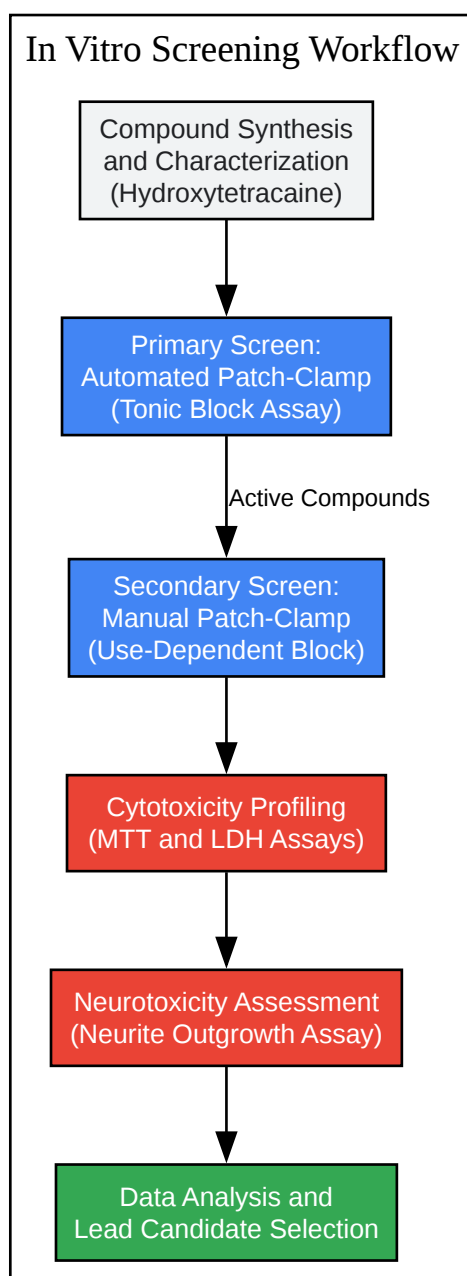 In Vitro Screening Workflow
Compound Synthesis
and Characterization
(Hydroxytetracaine)
Primary Screen:
Automated Patch-Clamp
(Tonic Block Assay)
Active Compounds
Secondary Screen:
Manual Patch-Clamp
(Use-Dependent Block)
Cytotoxicity Profiling
(MTT and LDH Assays)
Neurotoxicity Assessment
(Neurite Outgrowth Assay)
Data Analysis and
Lead Candidate Selection